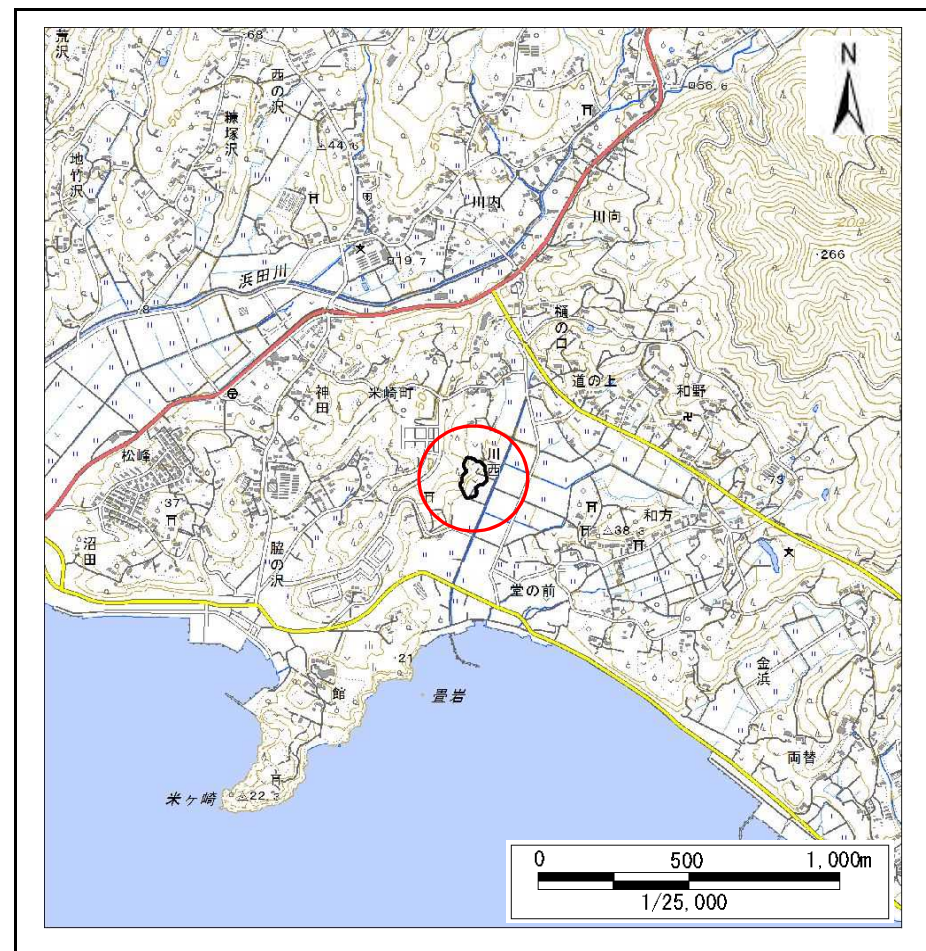 荒沢
68
西の沢
N
56.6
糠塚沢
44.6
地竹沢
川内
川向
266
19.7
浜田川
8
樋の口
道の上
神田
米崎町
和野
松峰
川西
73
37
和方
38.3
沼田
脇の沢
堂の前
21
金浜
館
畳岩
両替
米ヶ崎
22.3
0 500 1,000m
1/25,000